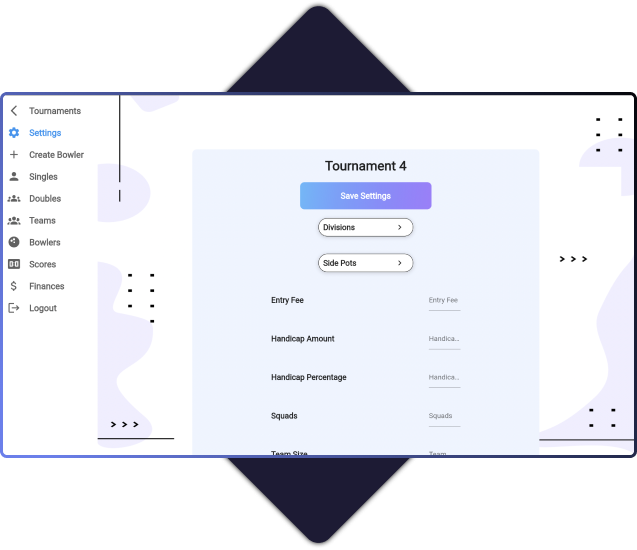 Tournaments
Settings
Create Bowler
Singles
Doubles
Teams
Bowlers
Scores
Finances
Logout
Tournament 4
Save Settings
Divisions
Side Pots
Entry Fee Entry Fee
Handicap Amount Handica...
Handicap Percentage Handica...
Squads Squads
Team Size Team